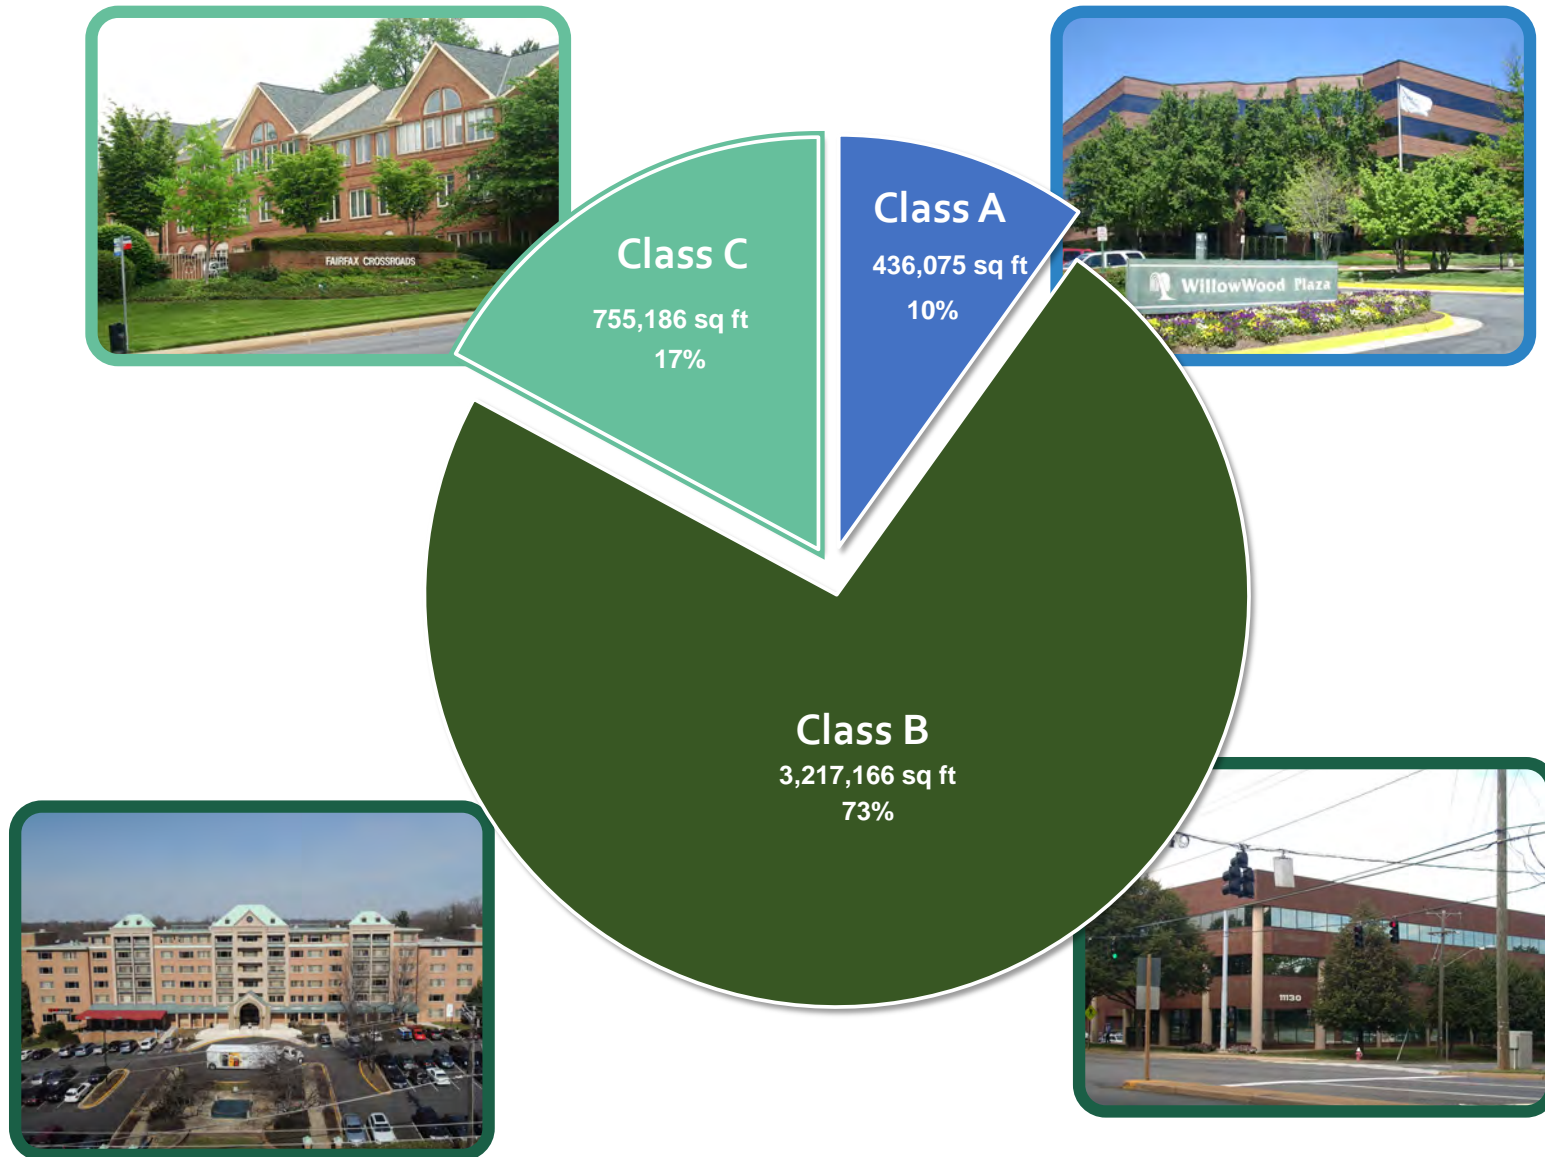 FAIRFAX CROSSROADS
WillowWood Plaza
Class C
755,186 sq ft
17%
Class A
436,075 sq ft
10%
Class B
3,217,166 sq ft
73%
11130